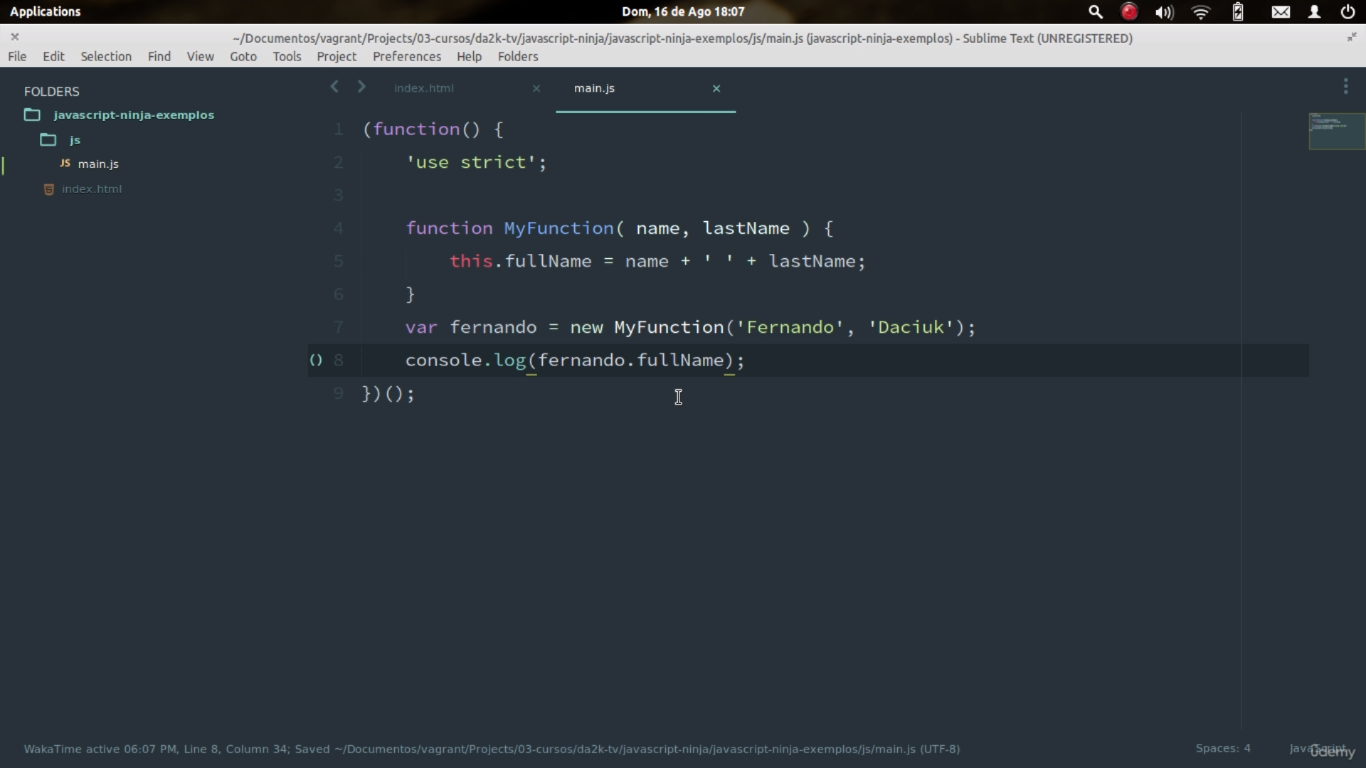 Applications
Dom, 16 de Ago 18:07
~/Documentos/vagrant/Projects/03-cursos/da2k-tv/javascript-ninja/javascript-ninja-exemplos/js/main.js (javascript-ninja-exemplos) - Sublime Text (UNREGISTERED)
File Edit Selection Find View Goto Tools Project Preferences Help Folders
FOLDERS
javascript-ninja-exemplos
js
JS main.js
index.html
index.html × main.js ×
1 (function() {
2 'use strict';
3
4 function MyFunction( name, lastName ) {
5 this.fullName = name + ' ' + lastName;
6 }
7 var fernando = new MyFunction('Fernando', 'Daciuk');
() 8 console.log(fernando.fullName);
9 })();
WakaTime active 06:07 PM, Line 8, Column 34; Saved ~/Documentos/vagrant/Projects/03-cursos/da2k-tv/javascript-ninja/javascript-ninja-exemplos/js/main.js (UTF-8)
Spaces: 4
JavaScript
ûdemy